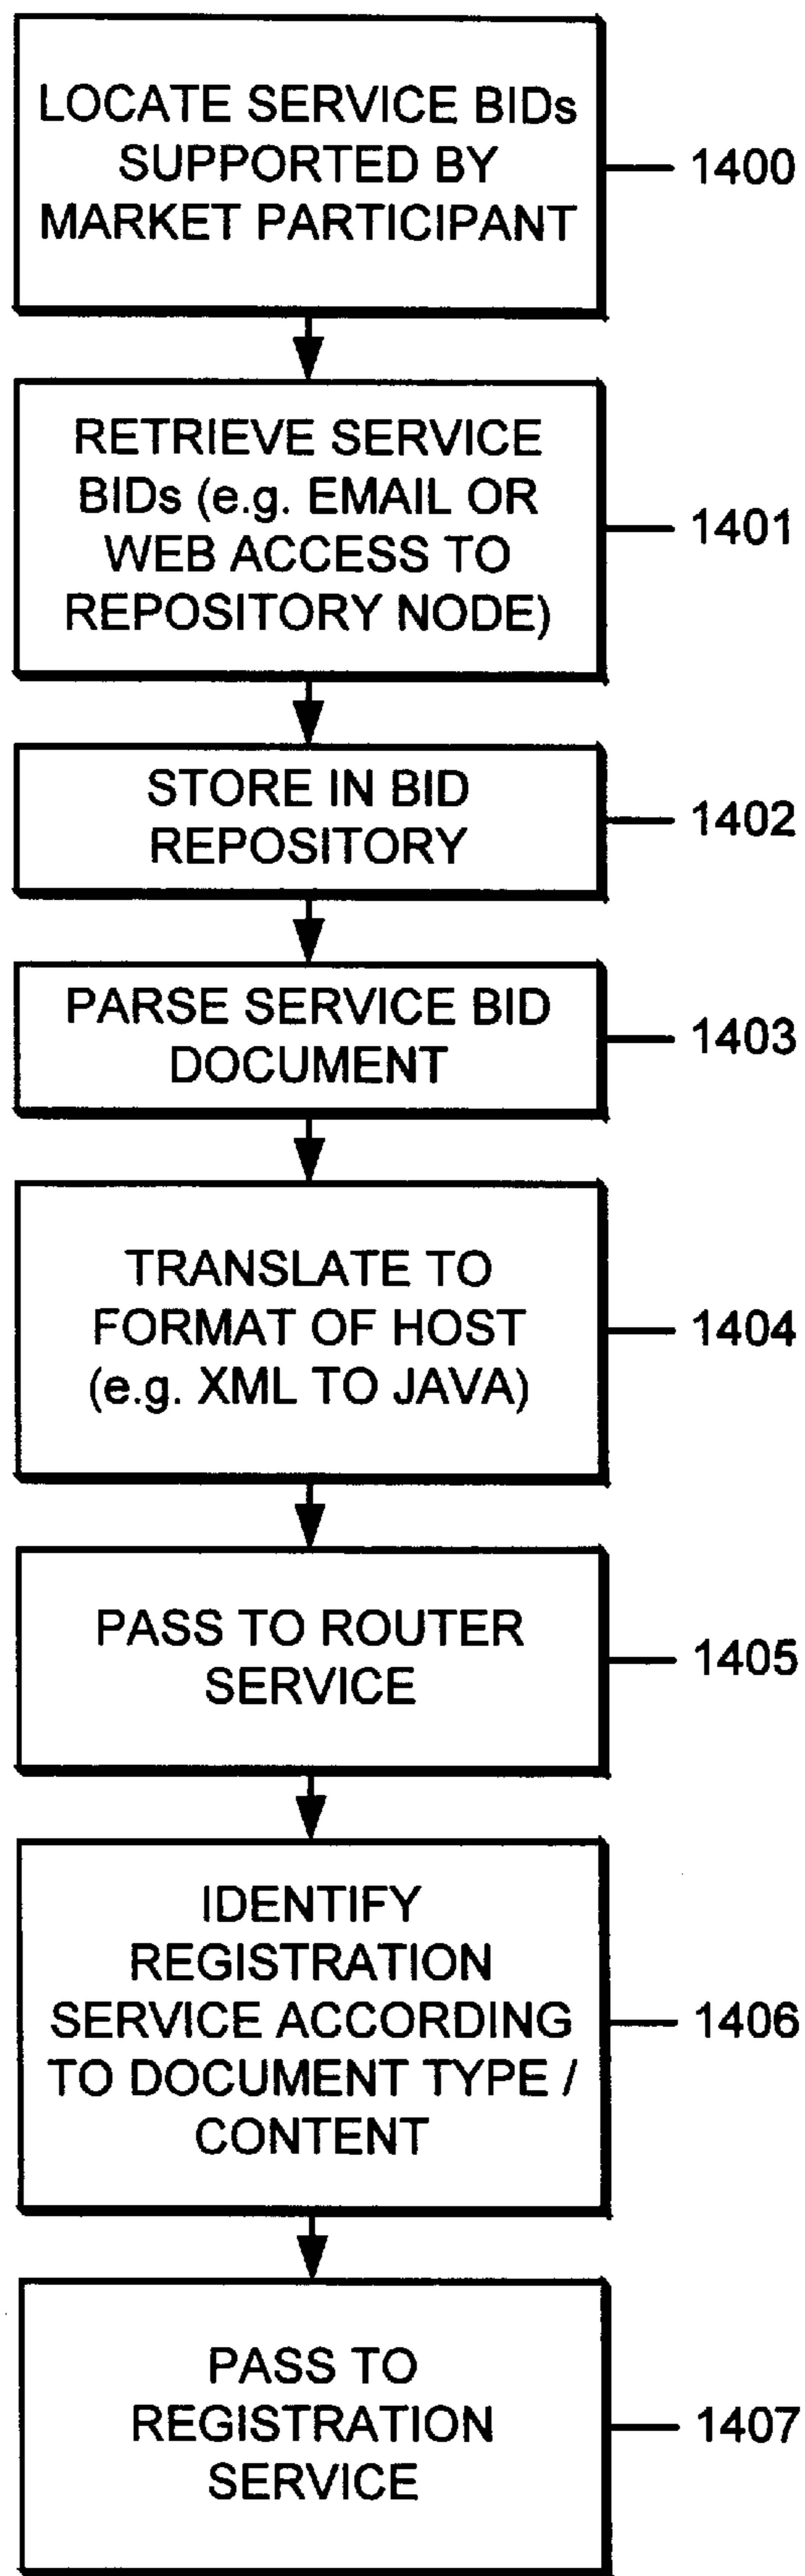 LOCATE SERVICE BIDs
SUPPORTED BY
MARKET PARTICIPANT
1400
RETRIEVE SERVICE
BIDs (e.g. EMAIL OR
WEB ACCESS TO
REPOSITORY NODE)
1401
STORE IN BID
REPOSITORY
1402
PARSE SERVICE BID
DOCUMENT
1403
TRANSLATE TO
FORMAT OF HOST
(e.g. XML TO JAVA)
1404
PASS TO ROUTER
SERVICE
1405
IDENTIFY
REGISTRATION
SERVICE ACCORDING
TO DOCUMENT TYPE /
CONTENT
1406
PASS TO
REGISTRATION
SERVICE
1407